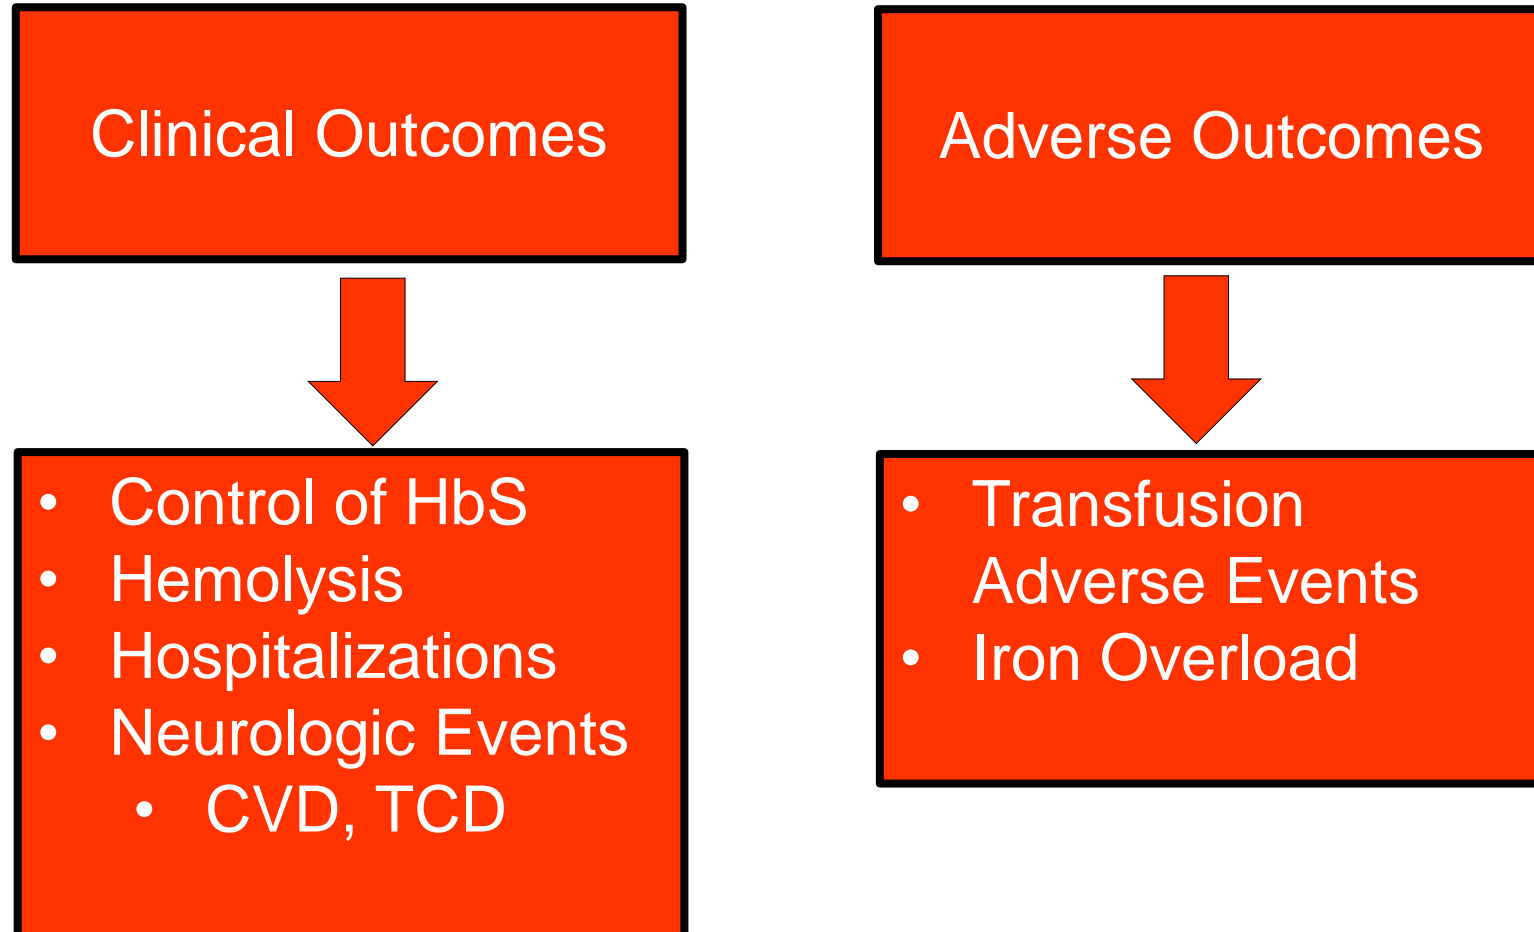 Clinical Outcomes
Adverse Outcomes
• Control of HbS
• Hemolysis
• Hospitalizations
• Neurologic Events
• CVD, TCD
• Transfusion
Adverse Events
• Iron Overload